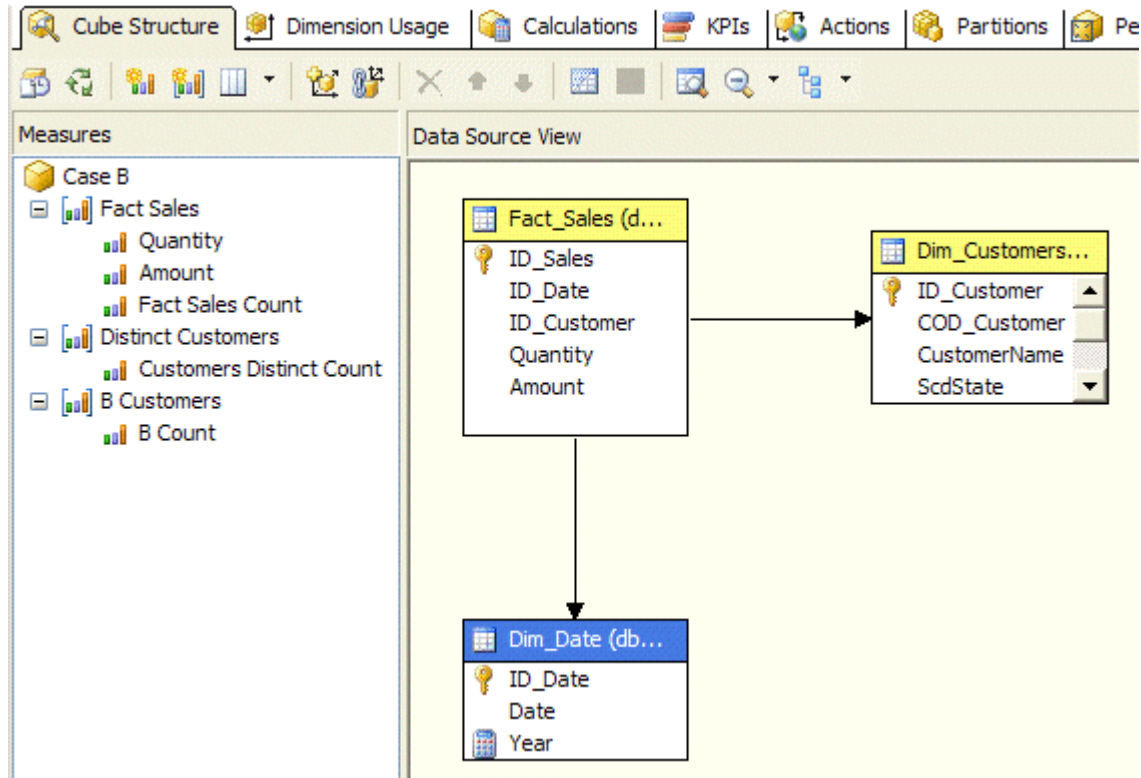 Cube Structure Dimension Usage Calculations KPIs Actions Partitions
Measures
Case B
Fact Sales
Quantity
Amount
Fact Sales Count
Distinct Customers
Customers Distinct Count
B Customers
B Count
Data Source View
Fact_Sales (d...
ID_Sales
ID_Date
ID_Customer
Quantity
Amount
Dim_Customers...
ID_Customer
COD_Customer
CustomerName
ScdState
Dim_Date (db...
ID_Date
Date
Year